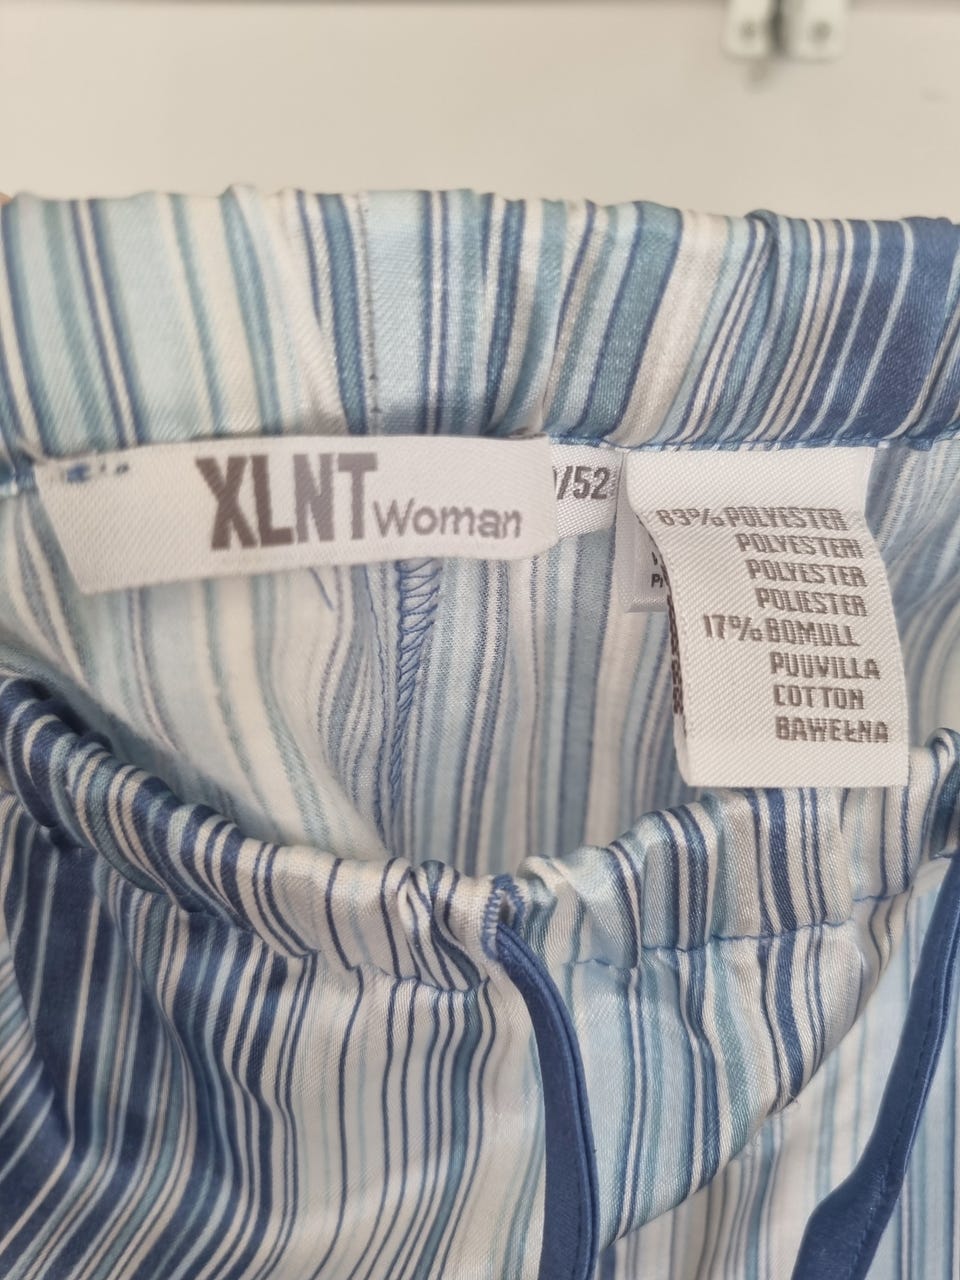 XLNT Woman
/52
83% POLYESTER
POLYESTERI
POLYESTER
POLIESTER
17% BOMULL
PUUVILLA
COTTON
BAWEŁNA